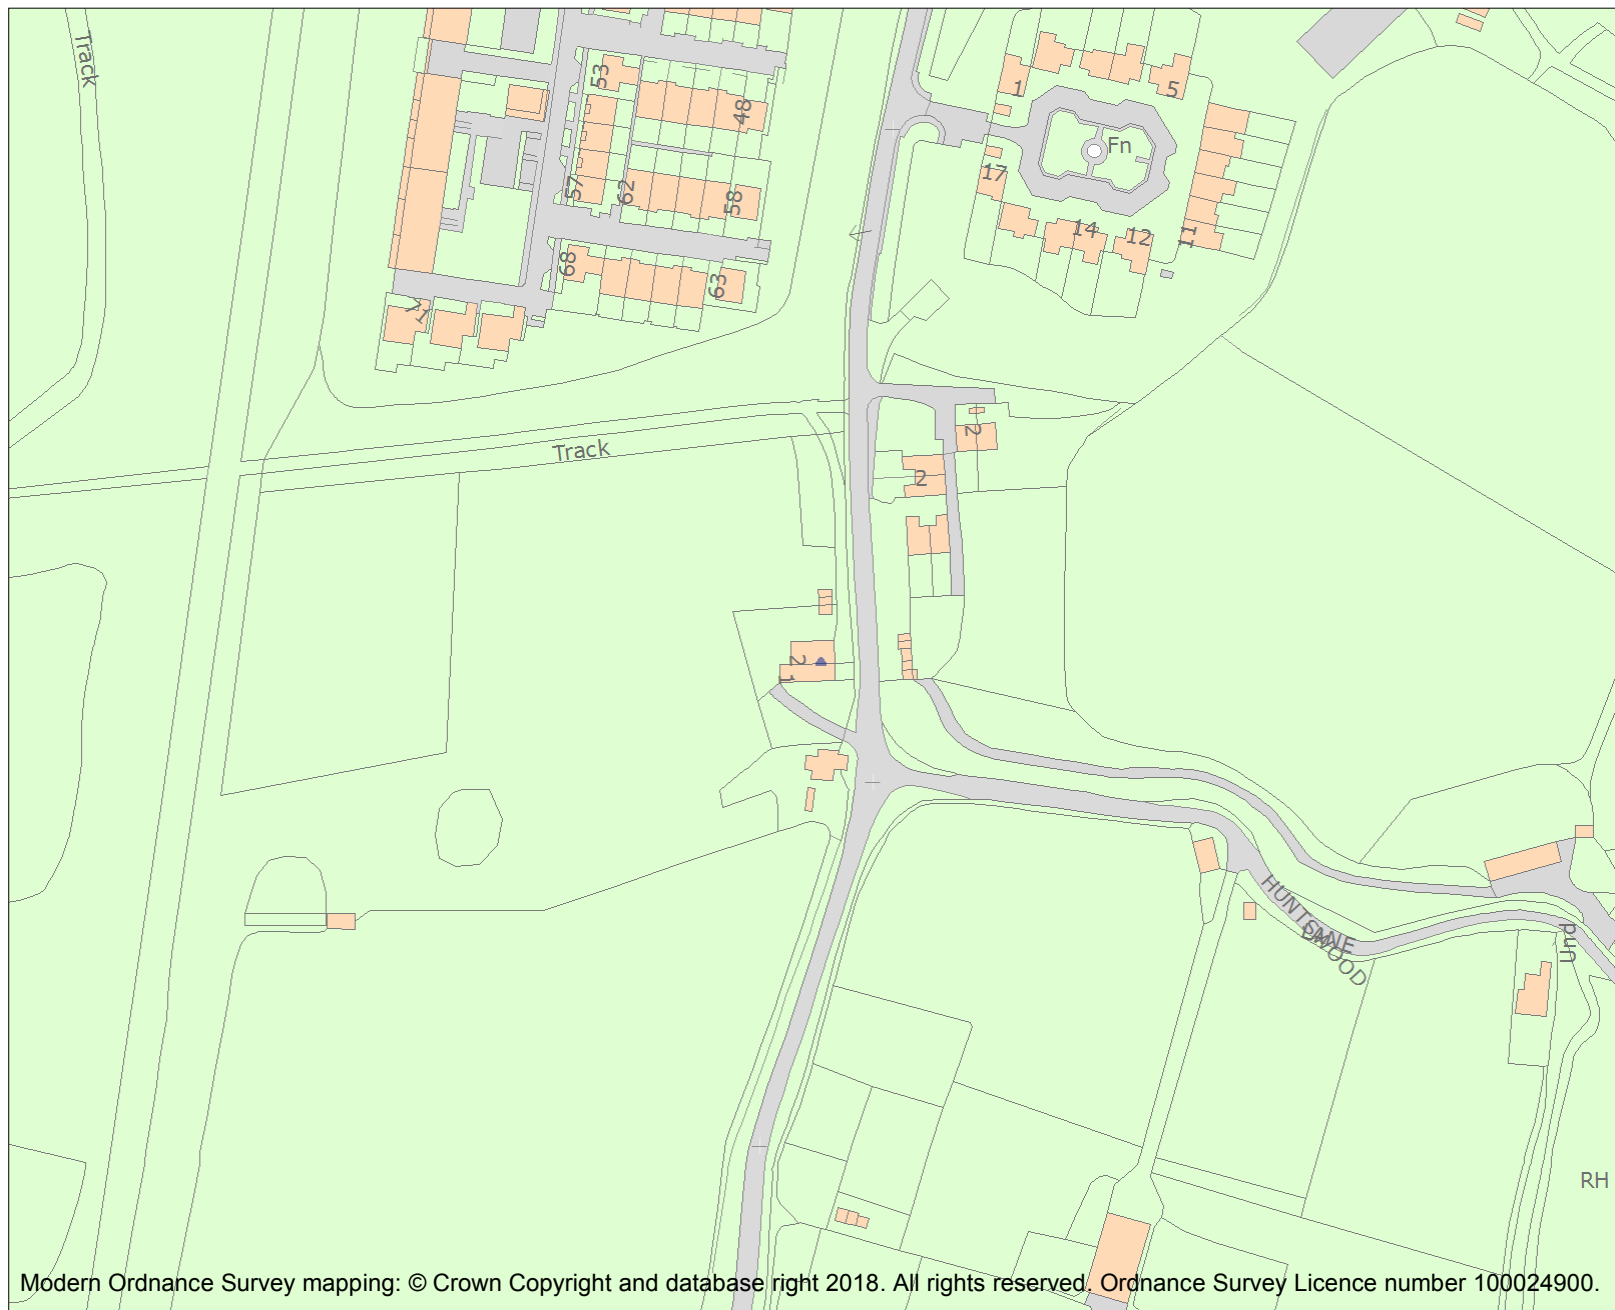 Track
53
48
57
62
58
68
63
71
1
5
Fn
17
14
12
11
Track
2
2
2
1
HUNTSMANE
LWOOD
Und
RH
Modern Ordnance Survey mapping: © Crown Copyright and database right 2018. All rights reserved. Ordnance Survey Licence number 100024900.